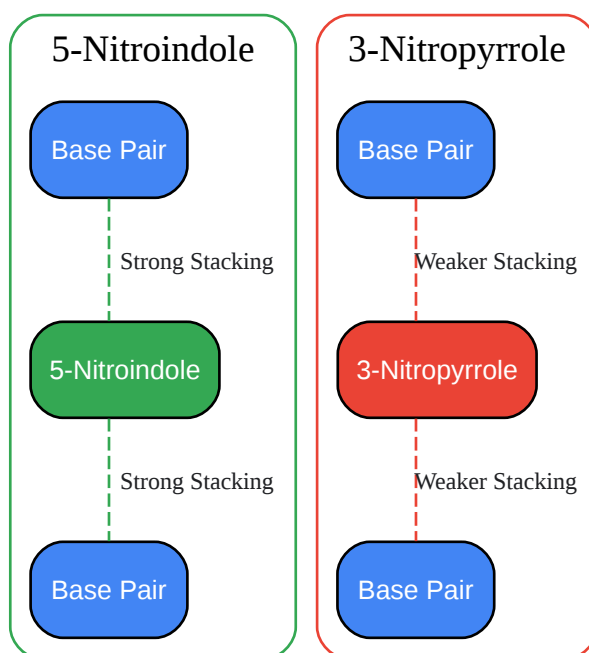 5-Nitroindole
Base Pair
Strong Stacking
5-Nitroindole
Strong Stacking
Base Pair
3-Nitropyrrole
Base Pair
Weaker Stacking
3-Nitropyrrole
Weaker Stacking
Base Pair